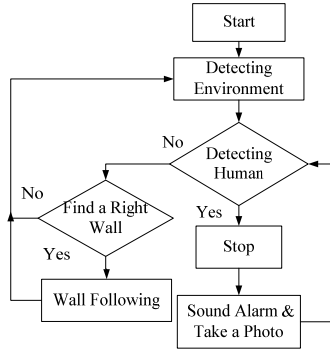 Start
Detecting
Environment
No
Detecting
Human
No
Find a Right
Wall
Yes
Yes
Stop
Wall Following
Sound Alarm &
Take a Photo